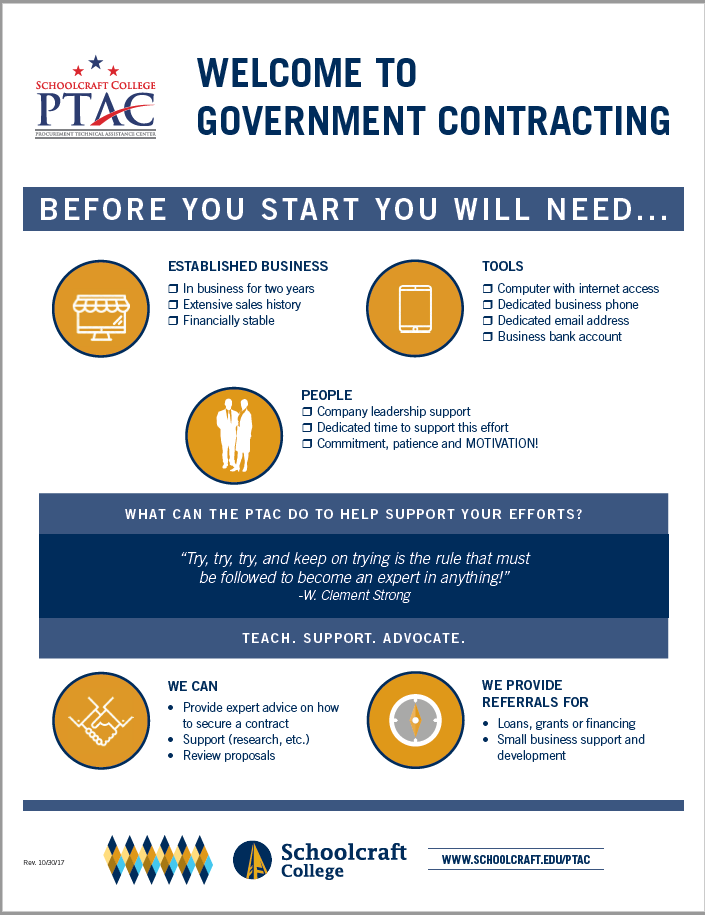 SCHOOLCRAFT COLLEGE
PTAC
PROCUREMENT TECHNICAL ASSISTANCE CENTER
WELCOME TO
GOVERNMENT CONTRACTING
BEFORE YOU START YOU WILL NEED...
ESTABLISHED BUSINESS
❒ In business for two years
❒ Extensive sales history
❒ Financially stable
TOOLS
❒ Computer with internet access
❒ Dedicated business phone
❒ Dedicated email address
❒ Business bank account
PEOPLE
❒ Company leadership support
❒ Dedicated time to support this effort
❒ Commitment, patience and MOTIVATION!
WHAT CAN THE PTAC DO TO HELP SUPPORT YOUR EFFORTS?
“Try, try, try, and keep on trying is the rule that must
be followed to become an expert in anything!”
-W. Clement Strong
TEACH. SUPPORT. ADVOCATE.
WE CAN
• Provide expert advice on how
to secure a contract
• Support (research, etc.)
• Review proposals
WE PROVIDE
REFERRALS FOR
• Loans, grants or financing
• Small business support and
development
Rev. 10/30/17
Schoolcraft
College
WWW.SCHOOLCRAFT.EDU/PTAC